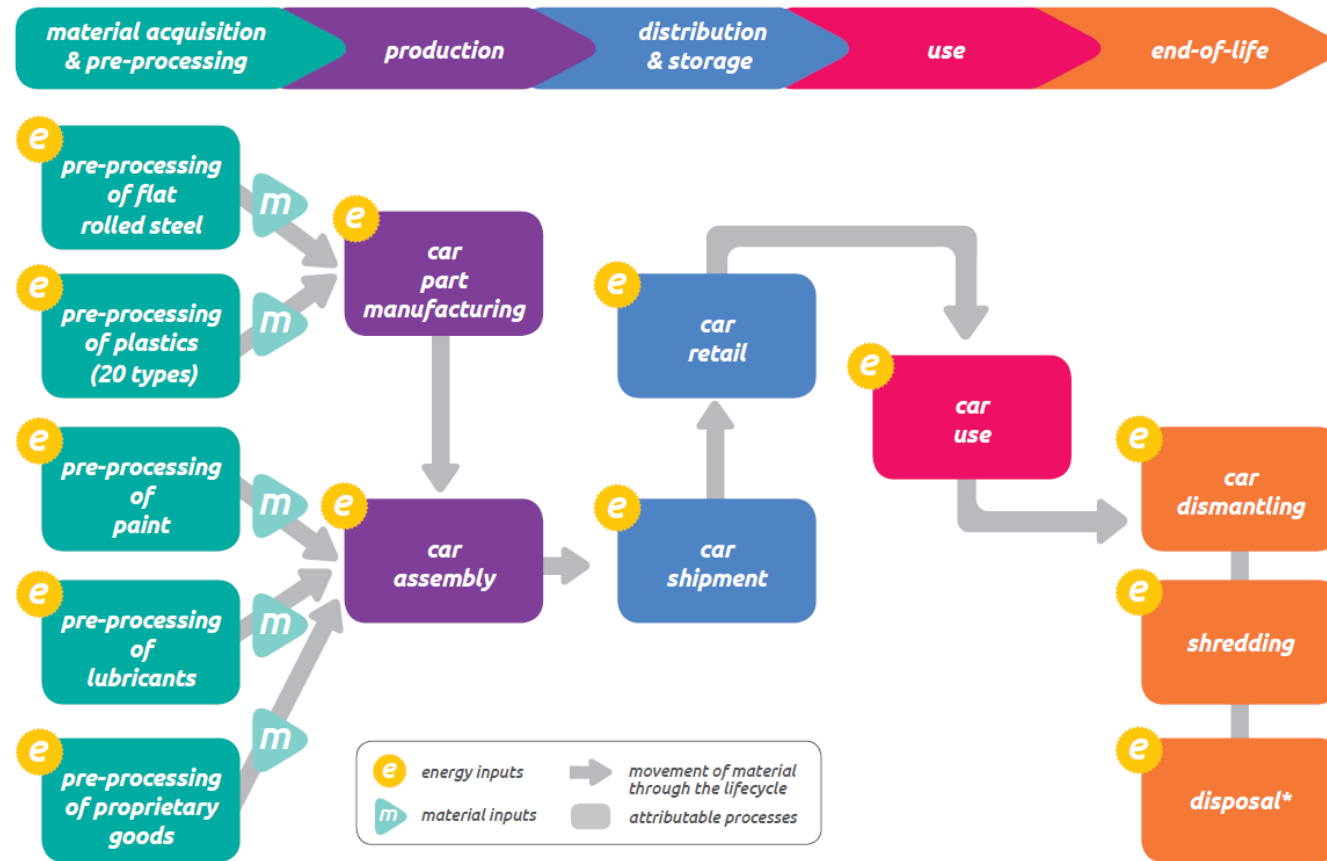 material acquisition
& pre-processing
production
distribution
& storage
use
end-of-life
e
pre-processing
of flat
rolled steel
m
e
pre-processing
of plastics
(20 types)
m
e
pre-processing
of
paint
m
e
pre-processing
of
lubricants
m
e
pre-processing
of proprietary
goods
m
e
car
part
manufacturing
e
car
assembly
e
car
retail
e
car
shipment
e
car
use
e
car
dismantling
e
shredding
e
disposal*
e energy inputs
m material inputs
movement of material
through the lifecycle
attributable processes